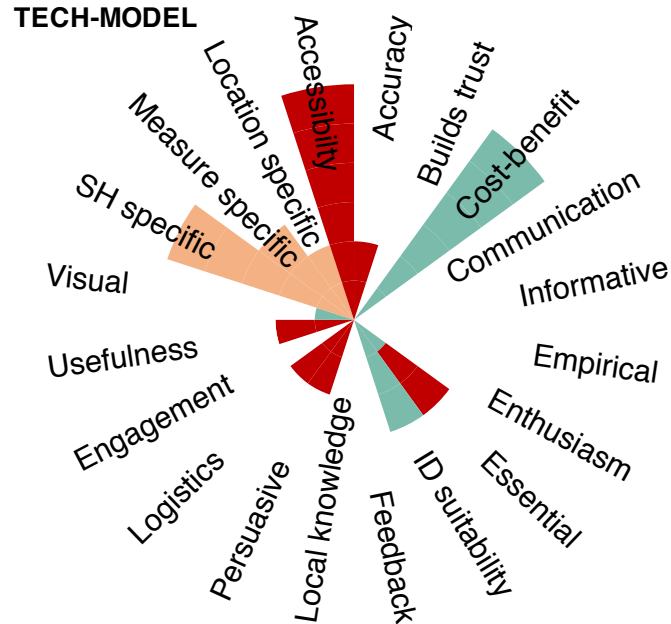 TECH-MODEL
Accessibilty
Accuracy
Builds trust
Cost-benefit
Communication
Informative
Empirical
Enthusiasm
Essential
ID suitability
Feedback
Local knowledge
Persuasive
Logistics
Engagement
Usefulness
Visual
SH specific
Measure specific
Location specific